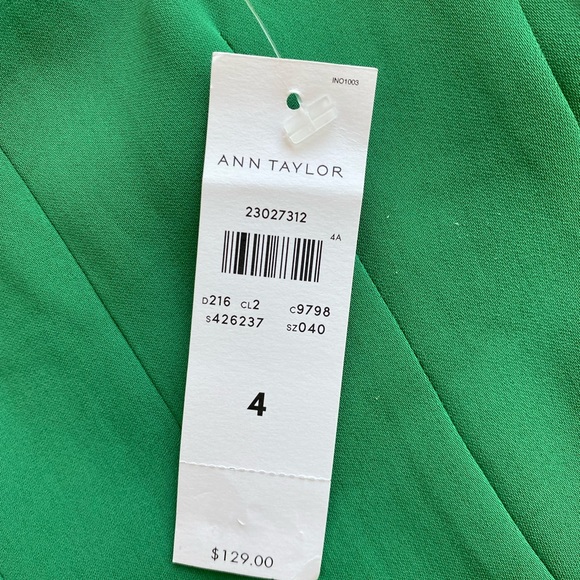 INO1003
ANN TAYLOR
23027312
4A
D216 CL2 C9798
S426237 SZ040
4
$129.00